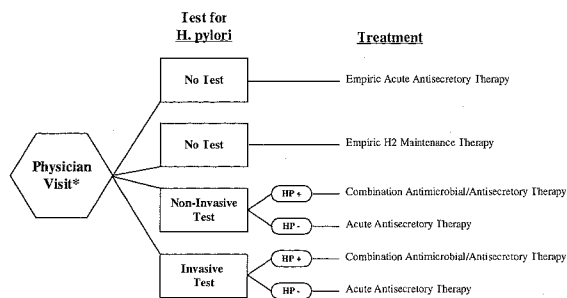 Test for
H. pylori
Treatment
No Test
Empiric Acute Antisecretory Therapy
No Test
Empiric H2 Maintenance Therapy
Physician
Visit*
Non-Invasive
Test
HP +
Combination Antimicrobial/Antisecretory Therapy
HP -
Acute Antisecretory Therapy
Invasive
Test
HP +
Combination Antimicrobial/Antisecretory Therapy
HP -
Acute Antisecretory Therapy